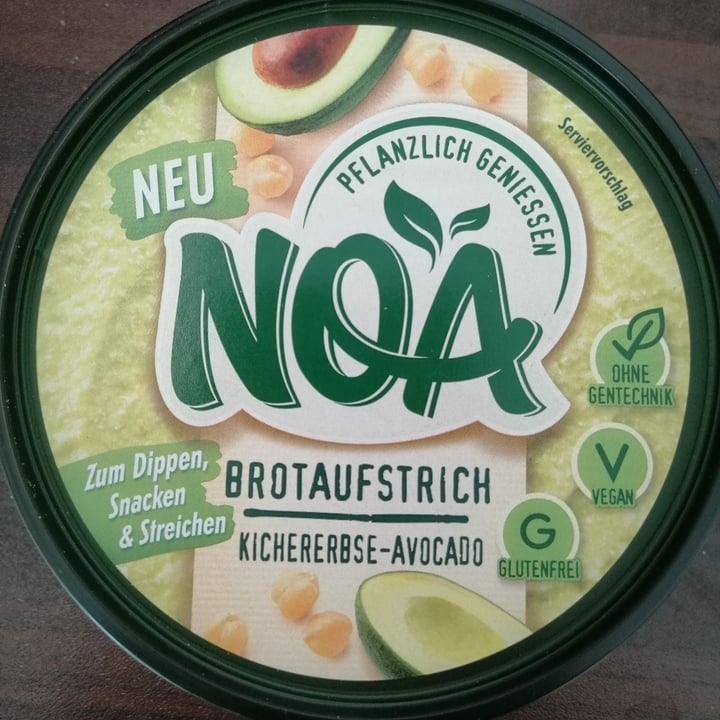 Serviervorschlag
NEU
PFLANZLICH GENIESSEN
NOA
OHNE
GENTECHNIK
V
VEGAN
G
GLUTENFREI
Zum Dippen,
Snacken
& Streichen
BROTAUFSTRICH
KICHERERBSE-AVOCADO